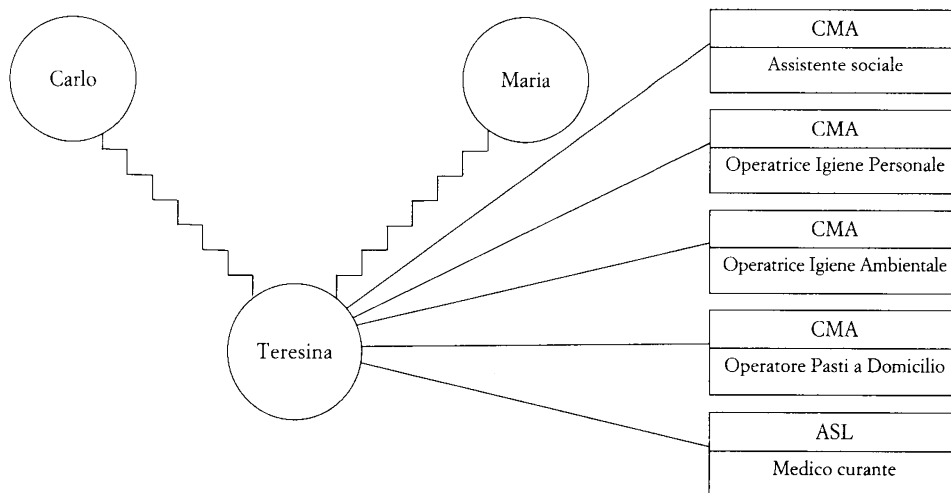 Carlo
Maria
Teresina
CMA
Assistente sociale
CMA
Operatrice Igiene Personale
CMA
Operatrice Igiene Ambientale
CMA
Operatore Pasti a Domicilio
ASL
Medico curante